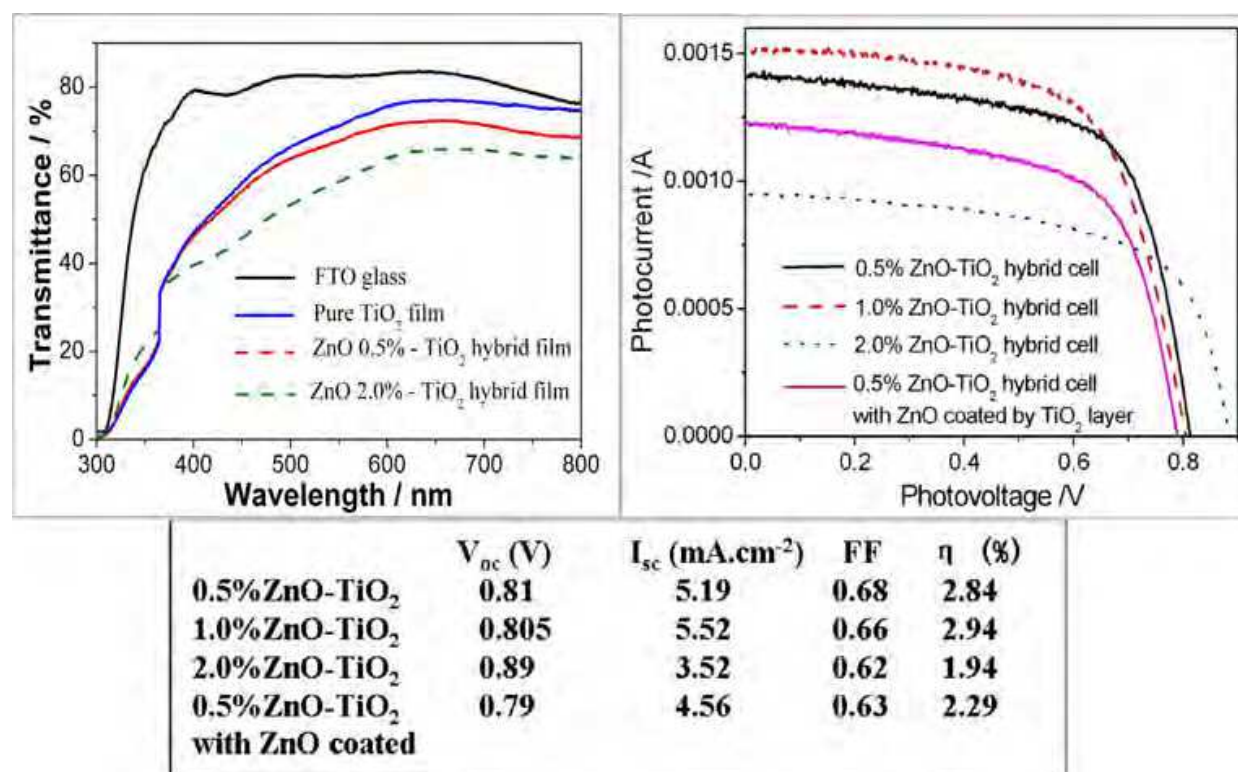 Transmittance / %
80
60
40
20
0
300
400
500
600
700
800
Wavelength / nm
FTO glass
Pure TiO2 film
ZnO 0.5% - TiO2 hybrid film
ZnO 2.0% - TiO2 hybrid film
Photocurrent /A
0.0015
0.0010
0.0005
0.0000
0.0
0.2
0.4
0.6
0.8
Photovoltage /V
0.5% ZnO-TiO2 hybrid cell
1.0% ZnO-TiO2 hybrid cell
2.0% ZnO-TiO2 hybrid cell
0.5% ZnO-TiO2 hybrid cell
with ZnO coated by TiO2 layer
Voc (V) Isc (mA.cm-2) FF η (%)
0.5%ZnO-TiO2 0.81 5.19 0.68 2.84
1.0%ZnO-TiO2 0.805 5.52 0.66 2.94
2.0%ZnO-TiO2 0.89 3.52 0.62 1.94
0.5%ZnO-TiO2 0.79 4.56 0.63 2.29
with ZnO coated